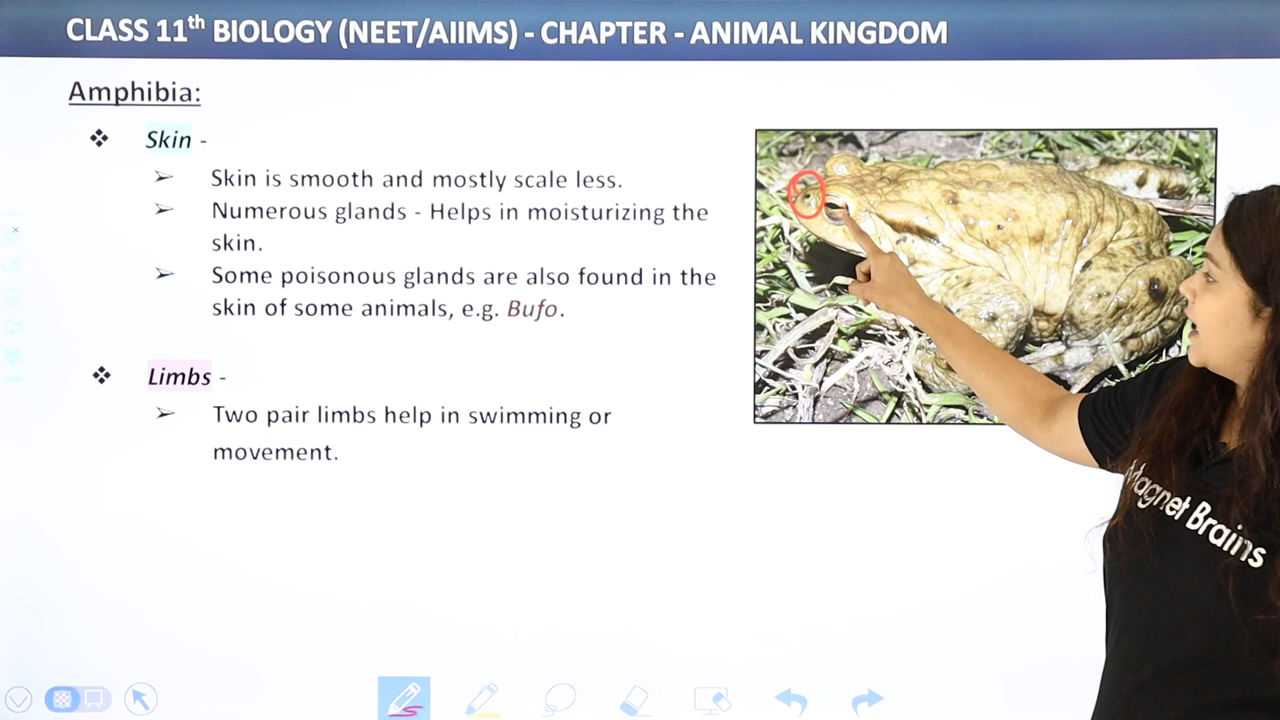 CLASS 11th BIOLOGY (NEET/AIIMS) - CHAPTER - ANIMAL KINGDOM
Amphibia:
❖ Skin -
➢ Skin is smooth and mostly scale less.
➢ Numerous glands - Helps in moisturizing the
skin.
➢ Some poisonous glands are also found in the
skin of some animals, e.g. Bufo.
❖ Limbs -
➢ Two pair limbs help in swimming or
movement.
Magnet Brains